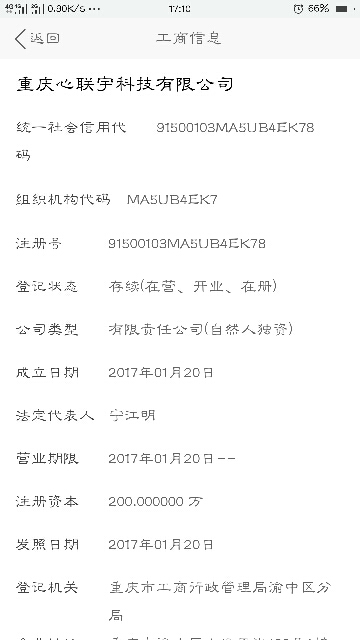 4G 1G 2G 0.90K/s ... 17:10 66%
返回 工商信息
重庆心联宇科技有限公司
统一社会信用代 91500103MA5UB4EK78
码
组织机构代码 MA5UB4EK7
注册号 91500103MA5UB4EK78
登记状态 存续(在营、开业、在册)
公司类型 有限责任公司(自然人独资)
成立日期 2017年01月20日
法定代表人 宁江明
营业期限 2017年01月20日--
注册资本 200.000000 万
发照日期 2017年01月20日
登记机关 重庆市工商行政管理局渝中区分
局